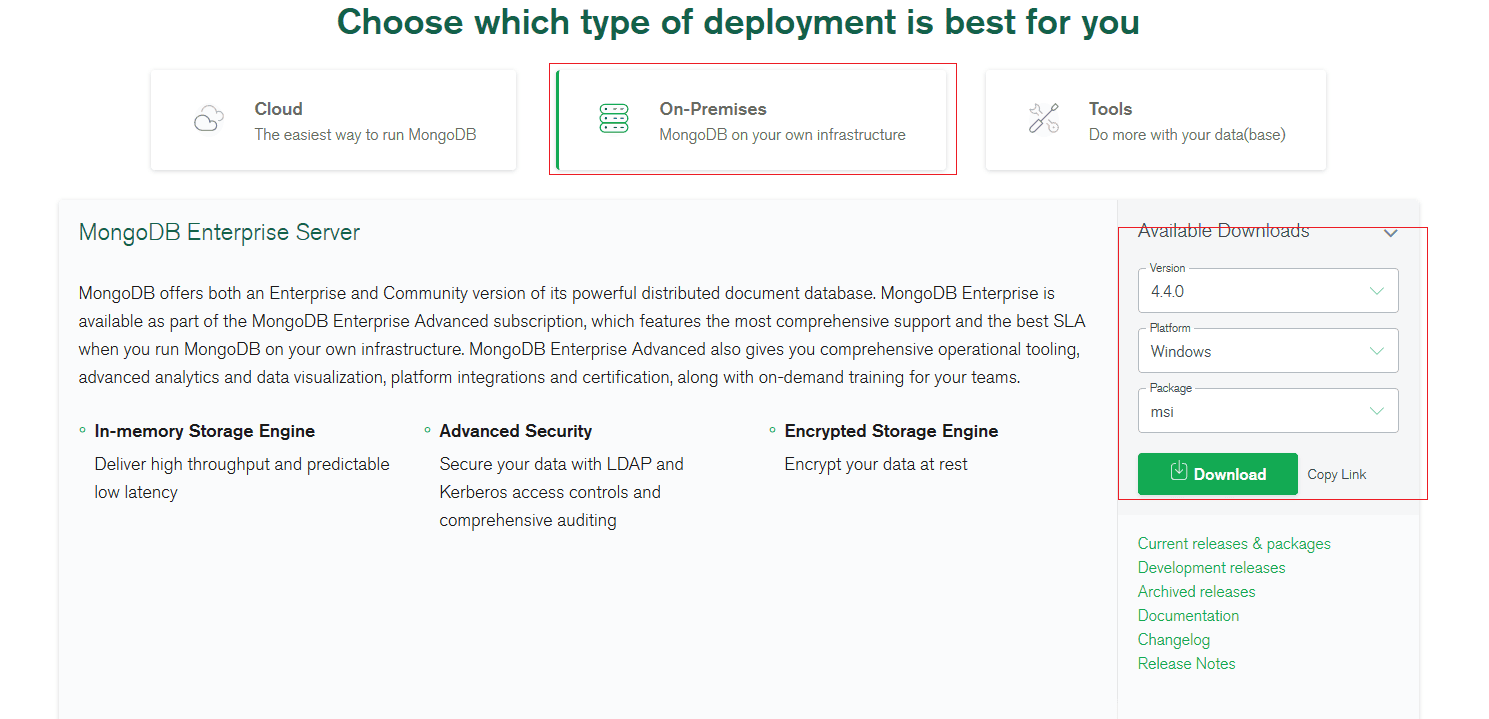 Choose which type of deployment is best for you
Cloud
The easiest way to run MongoDB
On-Premises
MongoDB on your own infrastructure
Tools
Do more with your data(base)
MongoDB Enterprise Server
MongoDB offers both an Enterprise and Community version of its powerful distributed document database. MongoDB Enterprise is
available as part of the MongoDB Enterprise Advanced subscription, which features the most comprehensive support and the best SLA
when you run MongoDB on your own infrastructure. MongoDB Enterprise Advanced also gives you comprehensive operational tooling,
advanced analytics and data visualization, platform integrations and certification, along with on-demand training for your teams.
In-memory Storage Engine
Deliver high throughput and predictable
low latency
Advanced Security
Secure your data with LDAP and
Kerberos access controls and
comprehensive auditing
Encrypted Storage Engine
Encrypt your data at rest
Available Downloads
Version
4.4.0
Platform
Windows
Package
msi
Download
Copy Link
Current releases & packages
Development releases
Archived releases
Documentation
Changelog
Release Notes